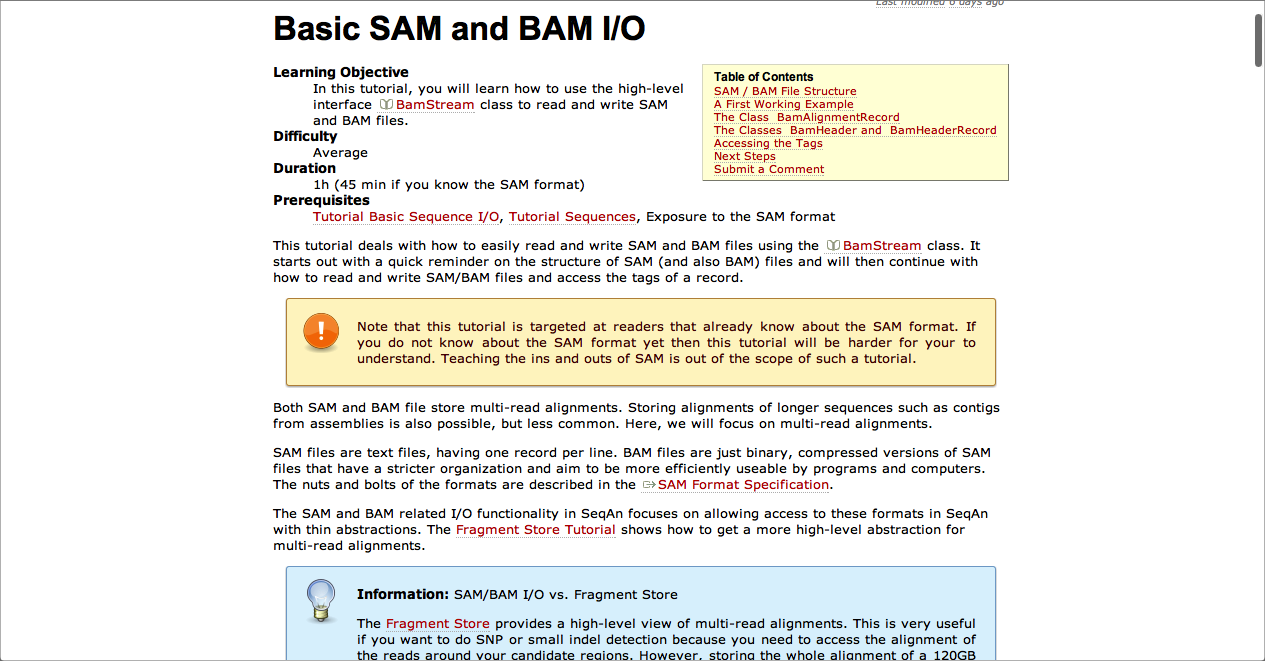 Last modified 6 days ago
Basic SAM and BAM I/O
Learning Objective
In this tutorial, you will learn how to use the high-level
interface BamStream class to read and write SAM
and BAM files.
Difficulty
Average
Duration
1h (45 min if you know the SAM format)
Prerequisites
Tutorial Basic Sequence I/O, Tutorial Sequences, Exposure to the SAM format
Table of Contents
SAM / BAM File Structure
A First Working Example
The Class BamAlignmentRecord
The Classes BamHeader and BamHeaderRecord
Accessing the Tags
Next Steps
Submit a Comment
This tutorial deals with how to easily read and write SAM and BAM files using the BamStream class. It
starts out with a quick reminder on the structure of SAM (and also BAM) files and will then continue with
how to read and write SAM/BAM files and access the tags of a record.
Note that this tutorial is targeted at readers that already know about the SAM format. If
you do not know about the SAM format yet then this tutorial will be harder for your to
understand. Teaching the ins and outs of SAM is out of the scope of such a tutorial.
Both SAM and BAM file store multi-read alignments. Storing alignments of longer sequences such as contigs
from assemblies is also possible, but less common. Here, we will focus on multi-read alignments.
SAM files are text files, having one record per line. BAM files are just binary, compressed versions of SAM
files that have a stricter organization and aim to be more efficiently useable by programs and computers.
The nuts and bolts of the formats are described in the SAM Format Specification.
The SAM and BAM related I/O functionality in SeqAn focuses on allowing access to these formats in SeqAn
with thin abstractions. The Fragment Store Tutorial shows how to get a more high-level abstraction for
multi-read alignments.
Information: SAM/BAM I/O vs. Fragment Store
The Fragment Store provides a high-level view of multi-read alignments. This is very useful
if you want to do SNP or small indel detection because you need to access the alignment of
the reads around your candidate regions. However, storing the whole alignment of a 120GB